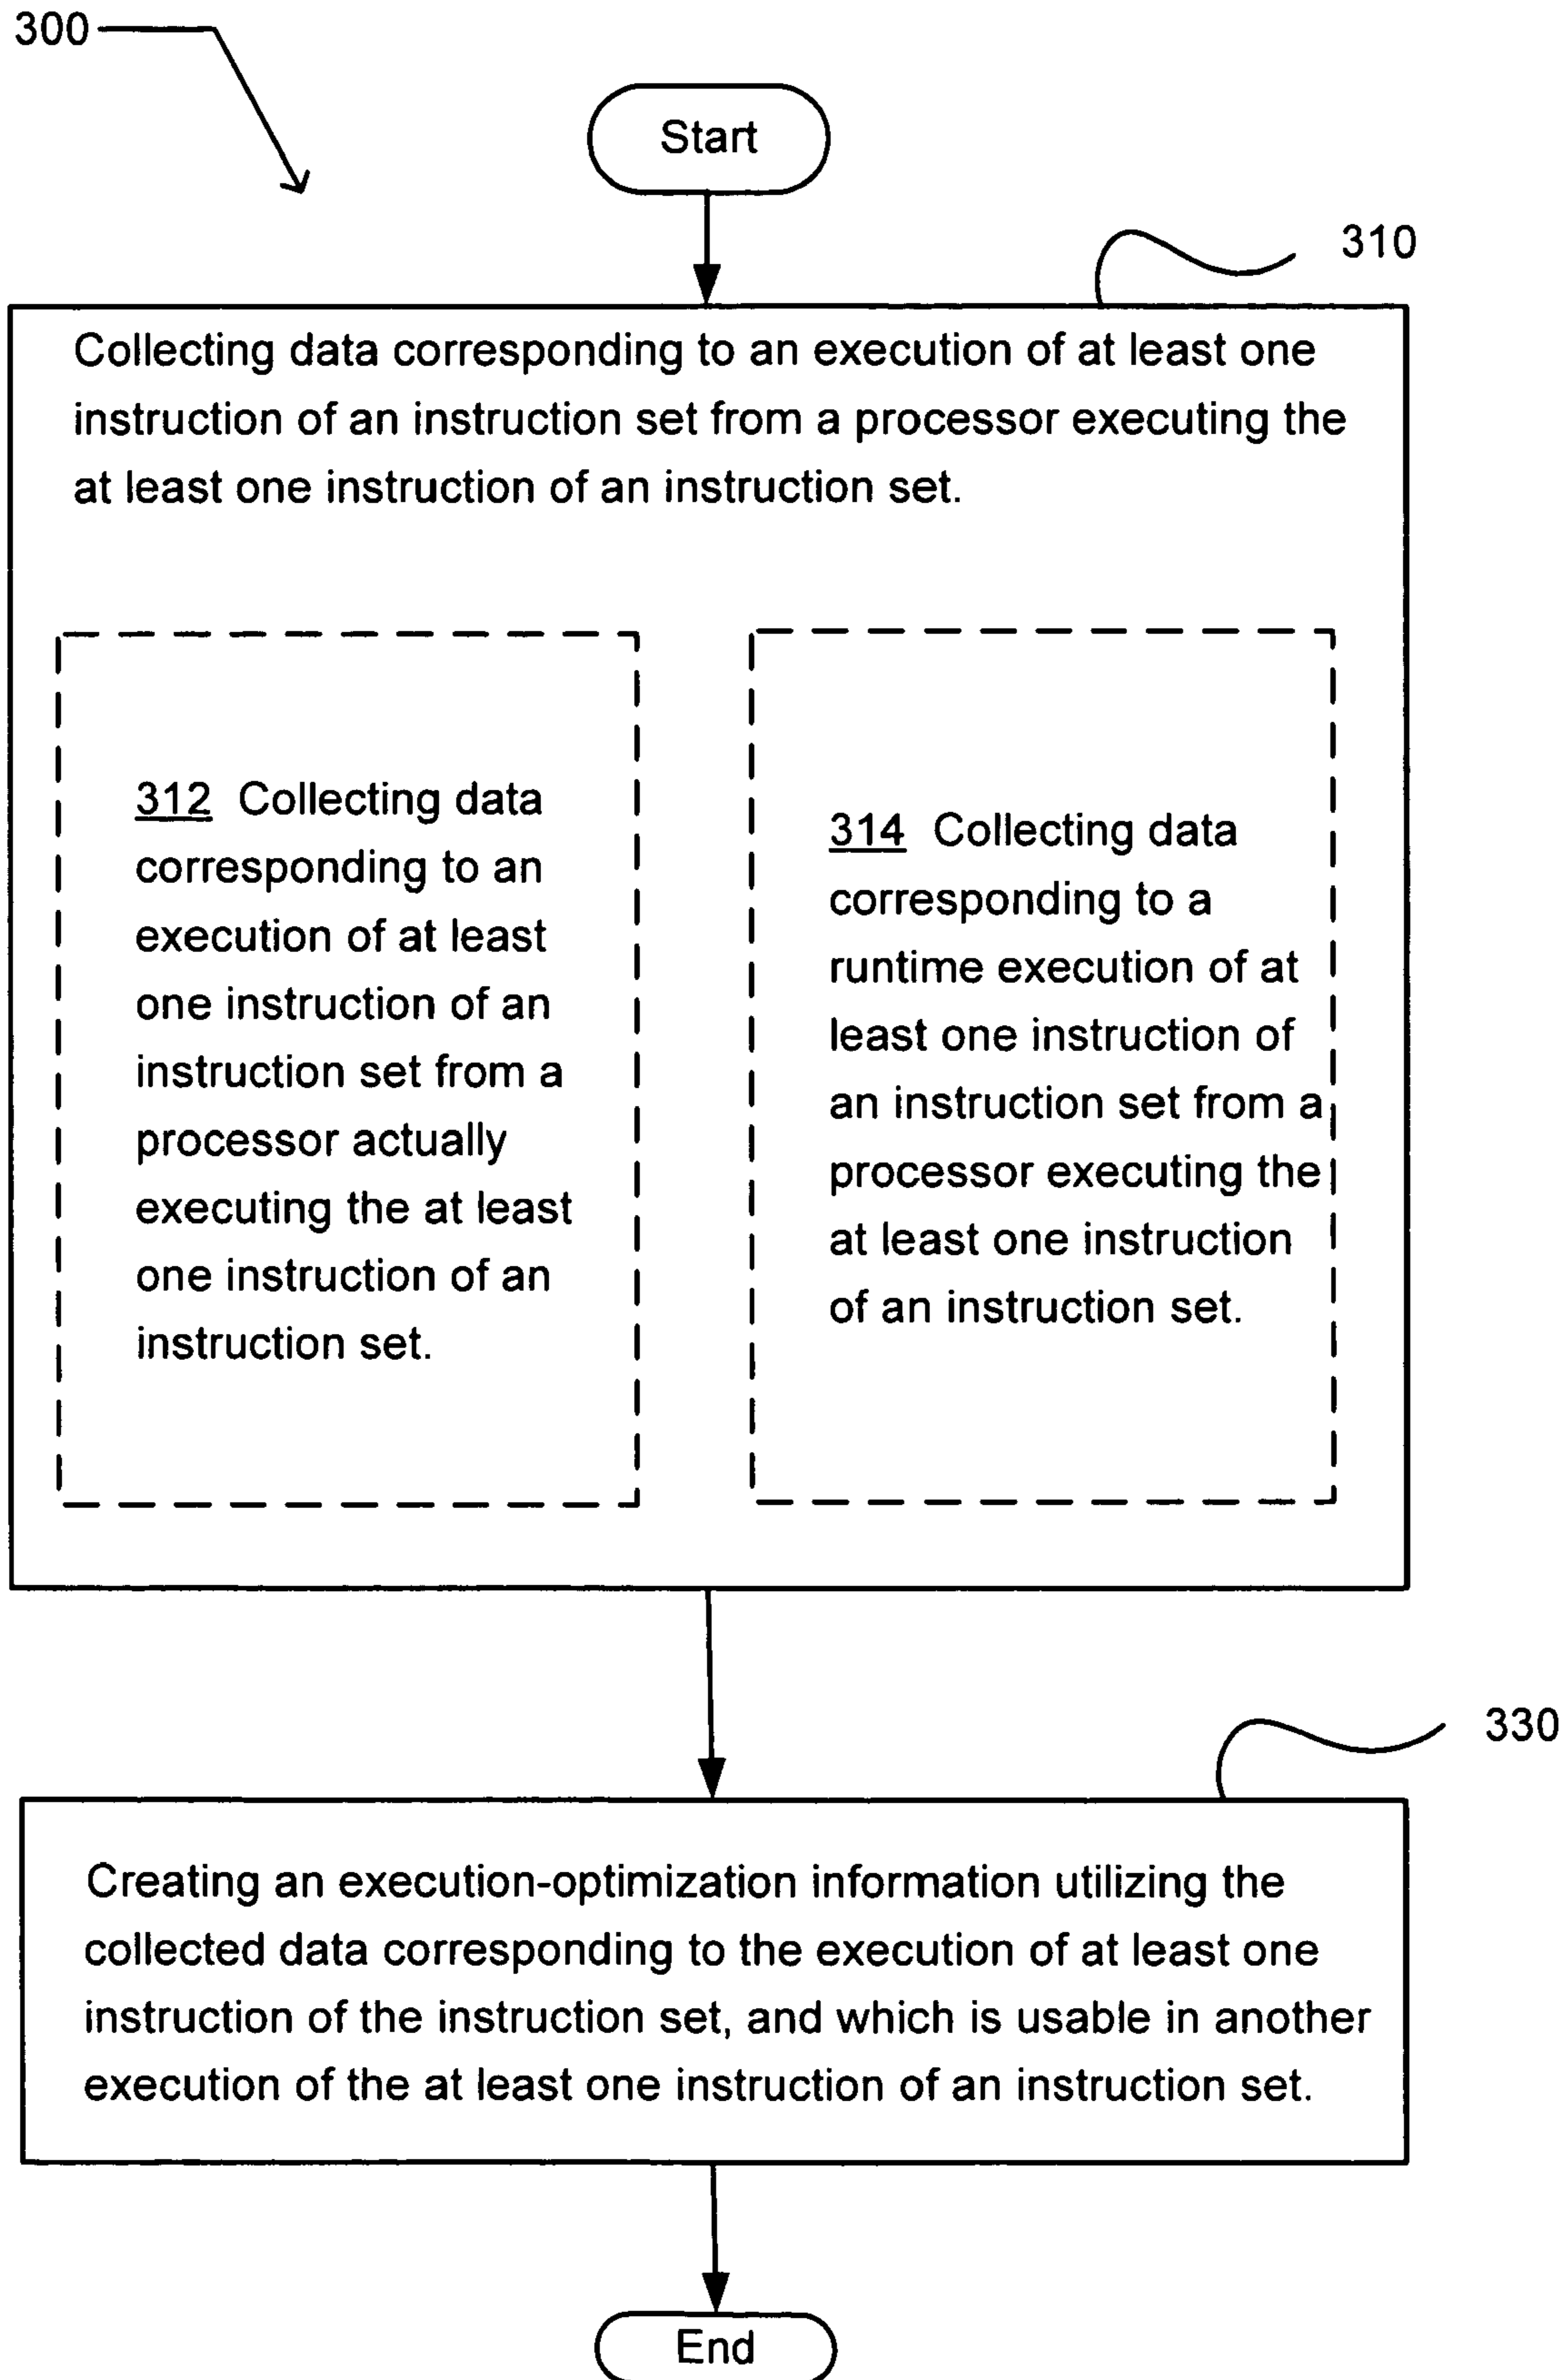 300
Start
310
Collecting data corresponding to an execution of at least one
instruction of an instruction set from a processor executing the
at least one instruction of an instruction set.
312 Collecting data
corresponding to an
execution of at least
one instruction of an
instruction set from a
processor actually
executing the at least
one instruction of an
instruction set.
314 Collecting data
corresponding to a
runtime execution of at
least one instruction of
an instruction set from a
processor executing the
at least one instruction
of an instruction set.
330
Creating an execution-optimization information utilizing the
collected data corresponding to the execution of at least one
instruction of the instruction set, and which is usable in another
execution of the at least one instruction of an instruction set.
End